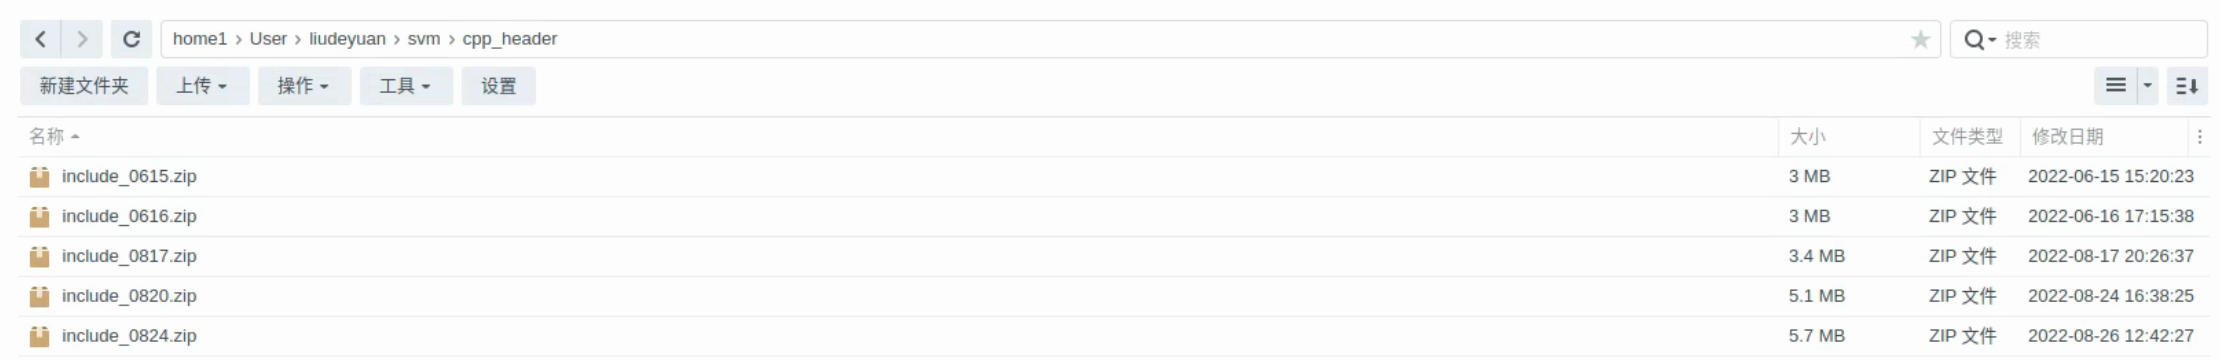 home1 > User > liudeyuan > svm > cpp_header 搜索
新建文件夹 上传 操作 工具 设置
名称 大小 文件类型 修改日期
include_0615.zip 3 MB ZIP 文件 2022-06-15 15:20:23
include_0616.zip 3 MB ZIP 文件 2022-06-16 17:15:38
include_0817.zip 3.4 MB ZIP 文件 2022-08-17 20:26:37
include_0820.zip 5.1 MB ZIP 文件 2022-08-24 16:38:25
include_0824.zip 5.7 MB ZIP 文件 2022-08-26 12:42:27